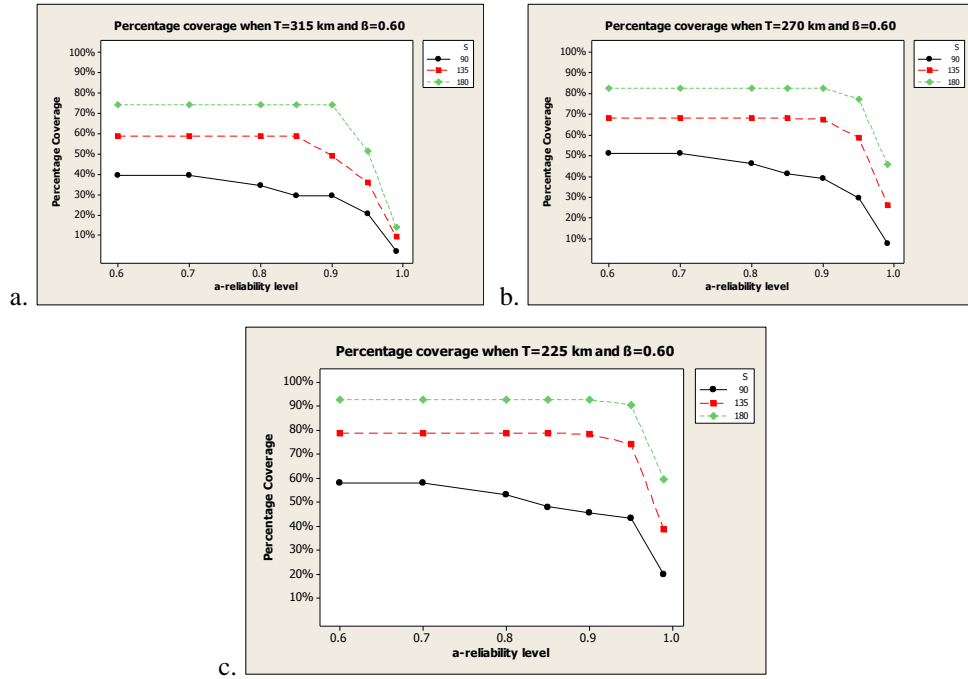 Percentage coverage when T=315 km and ß=0.60
100%
90%
80%
70%
60%
50%
40%
30%
20%
10%
Percentage Coverage
0.6 0.7 0.8 0.9 1.0
a-reliability level
S
90
135
180
a.
Percentage coverage when T=270 km and ß=0.60
100%
90%
80%
70%
60%
50%
40%
30%
20%
10%
Percentage Coverage
0.6 0.7 0.8 0.9 1.0
a-reliability level
S
90
135
180
b.
Percentage coverage when T=225 km and ß=0.60
100%
90%
80%
70%
60%
50%
40%
30%
20%
10%
Percentage Coverage
0.6 0.7 0.8 0.9 1.0
a-reliability level
S
90
135
180
c.